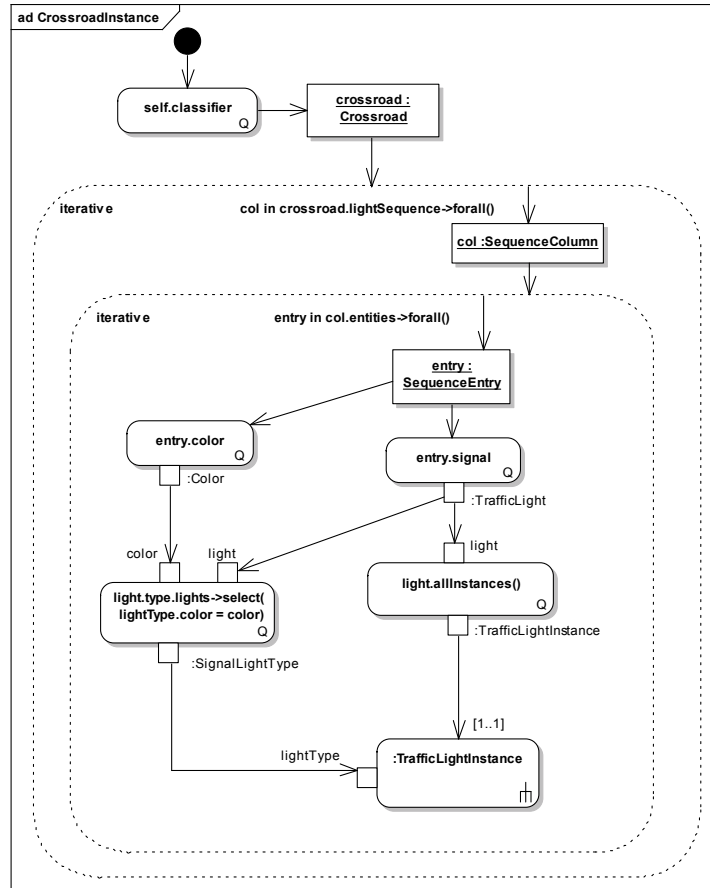 ad CrossroadInstance
self.classifier
Q
crossroad :
Crossroad
iterative
col in crossroad.lightSequence->forall()
col :SequenceColumn
iterative
entry in col.entities->forall()
entry :
SequenceEntry
entry.color
Q
entry.signal
Q
:Color
:TrafficLight
color
light
light
light.type.lights->select(
lightType.color = color)
Q
light.allInstances()
Q
:SignalLightType
:TrafficLightInstance
[1..1]
lightType
:TrafficLightInstance